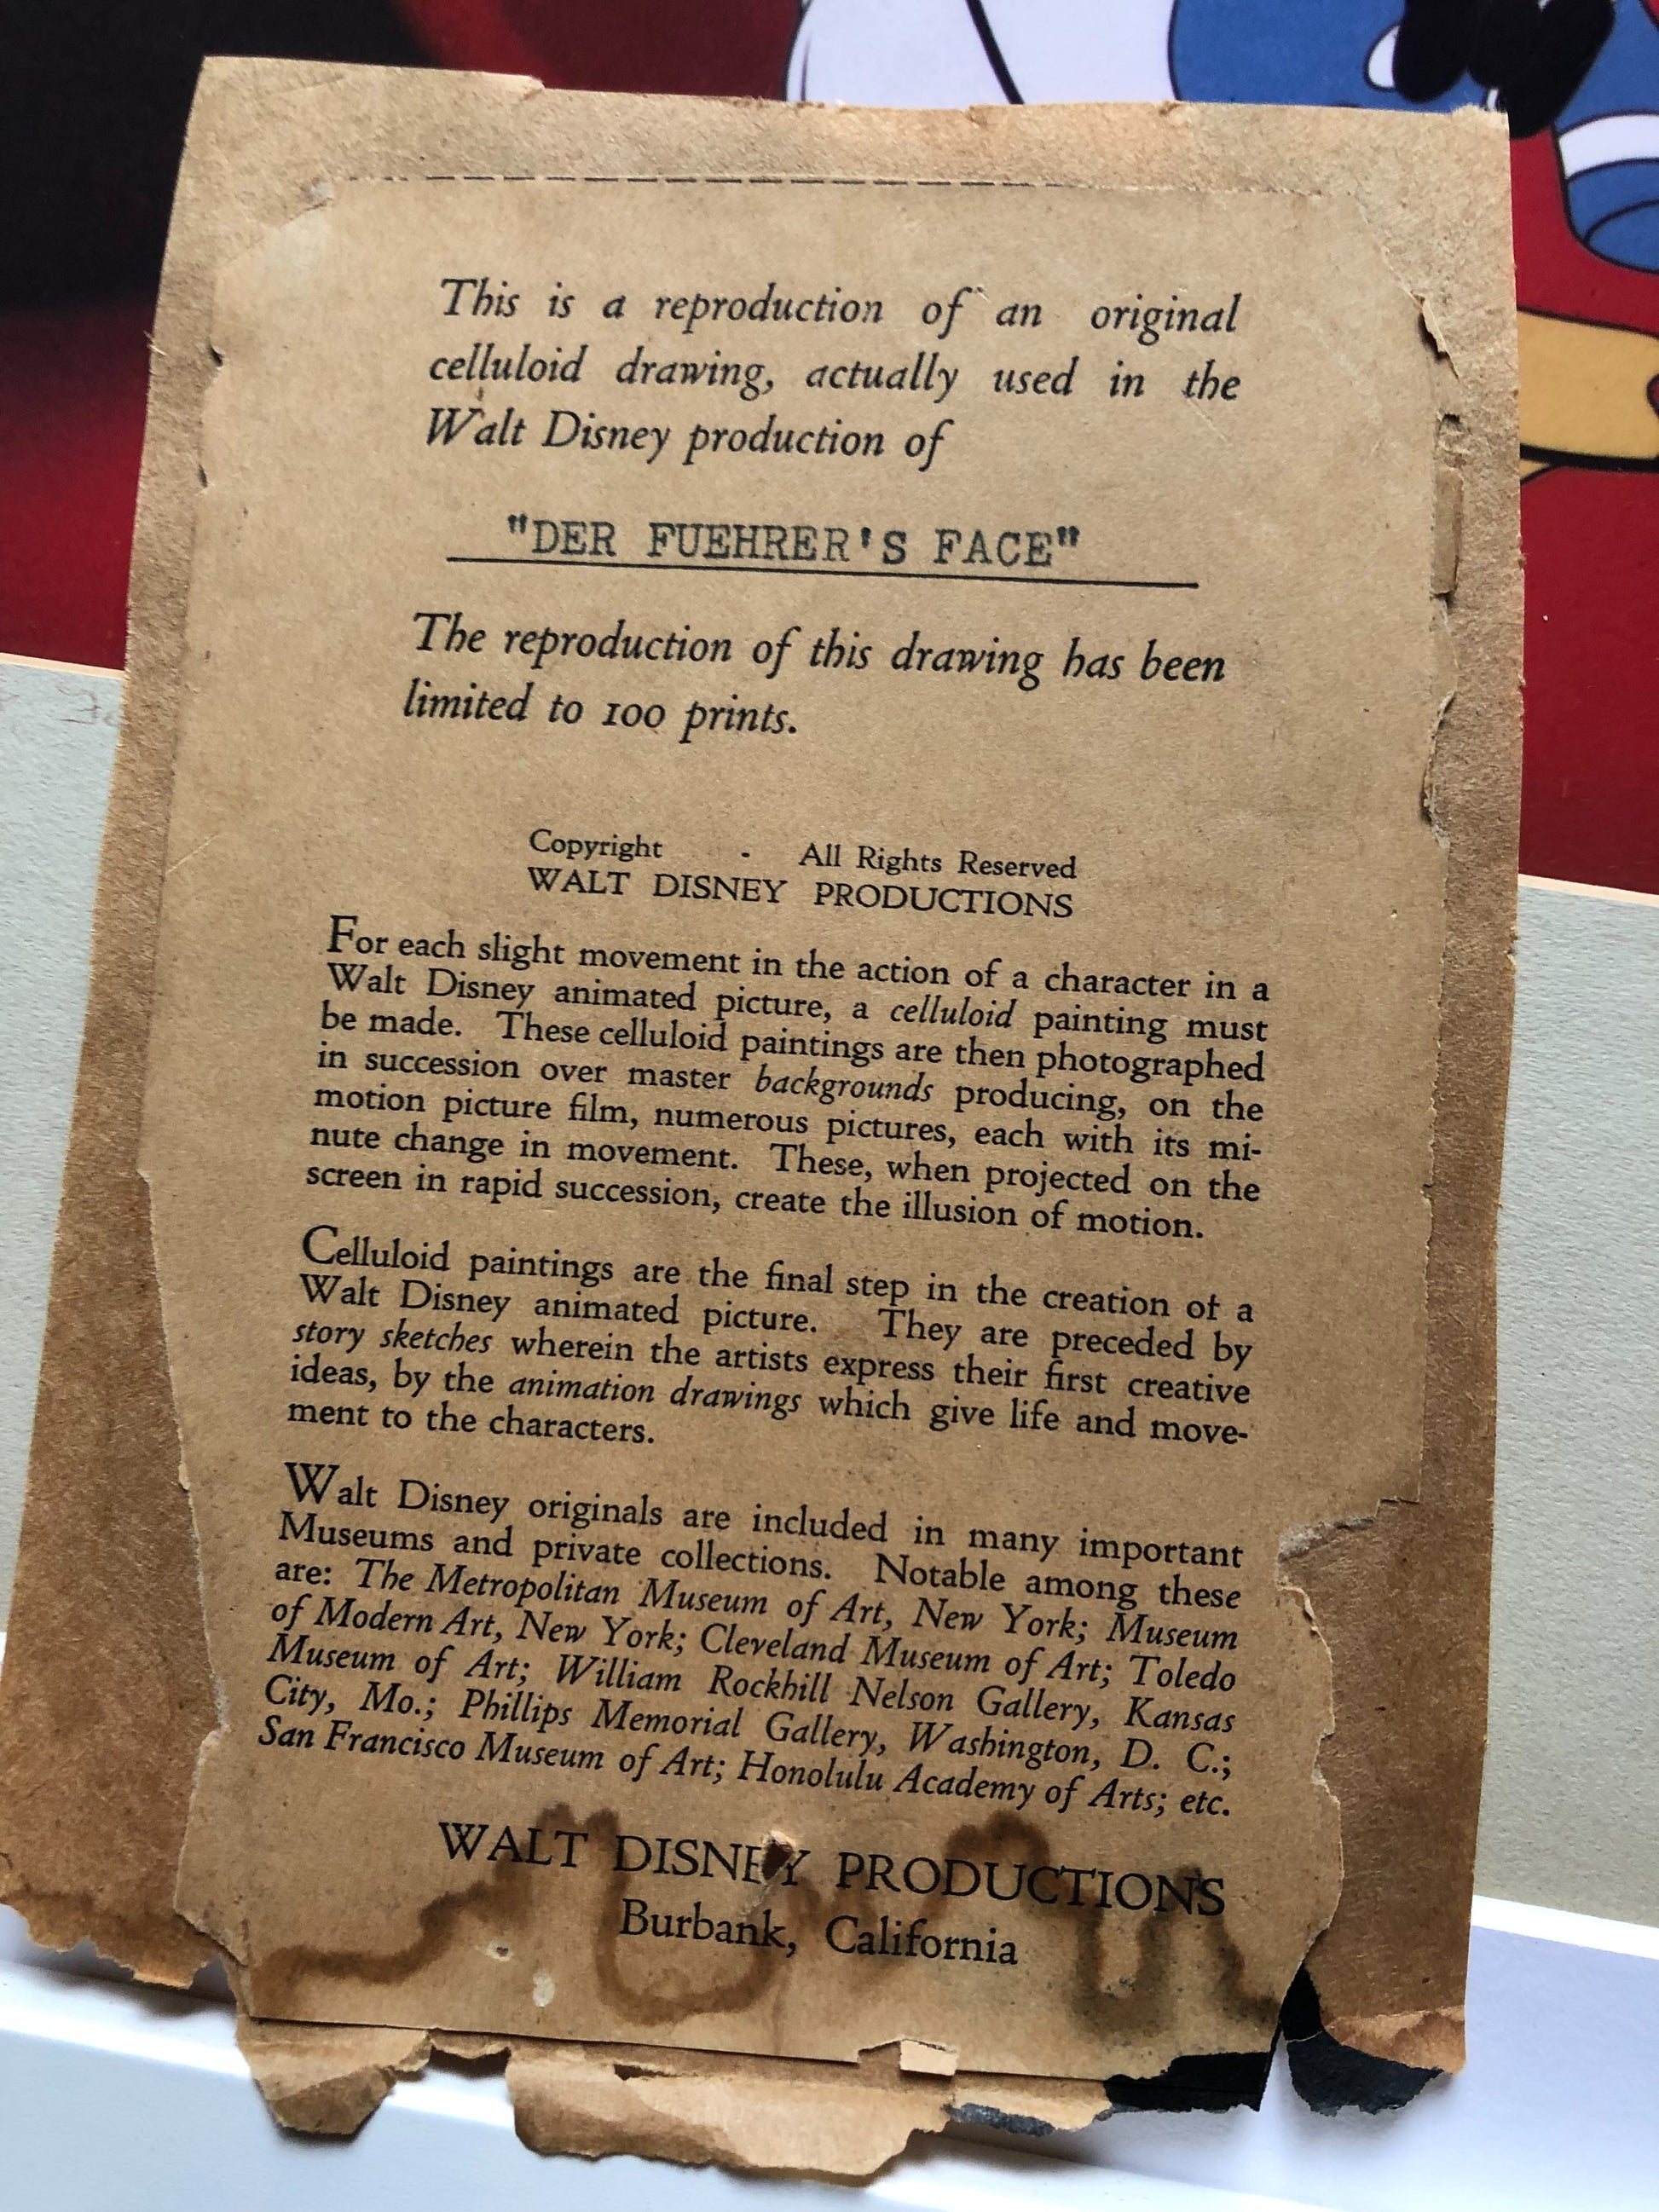 This is a reproduction of an original
celluloid drawing, actually used in the
Walt Disney production of
"DER FUEHRER'S FACE"
The reproduction of this drawing has been
limited to 100 prints.
Copyright - All Rights Reserved
WALT DISNEY PRODUCTIONS
For each slight movement in the action of a character in a
Walt Disney animated picture, a celluloid painting must
be made. These celluloid paintings are then photographed
in succession over master backgrounds producing, on the
motion picture film, numerous pictures, each with its mi-
nute change in movement. These, when projected on the
screen in rapid succession, create the illusion of motion.
Celluloid paintings are the final step in the creation of a
Walt Disney animated picture. They are preceded by
story sketches wherein the artists express their first creative
ideas, by the animation drawings which give life and move-
ment to the characters.
Walt Disney originals are included in many important
Museums and private collections. Notable among these
are: The Metropolitan Museum of Art, New York; Museum
of Modern Art, New York; Cleveland Museum of Art; Toledo
Museum of Art; William Rockhill Nelson Gallery, Kansas
City, Mo.; Phillips Memorial Gallery, Washington, D. C.;
San Francisco Museum of Art; Honolulu Academy of Arts; etc.
WALT DISNEY PRODUCTIONS
Burbank, California